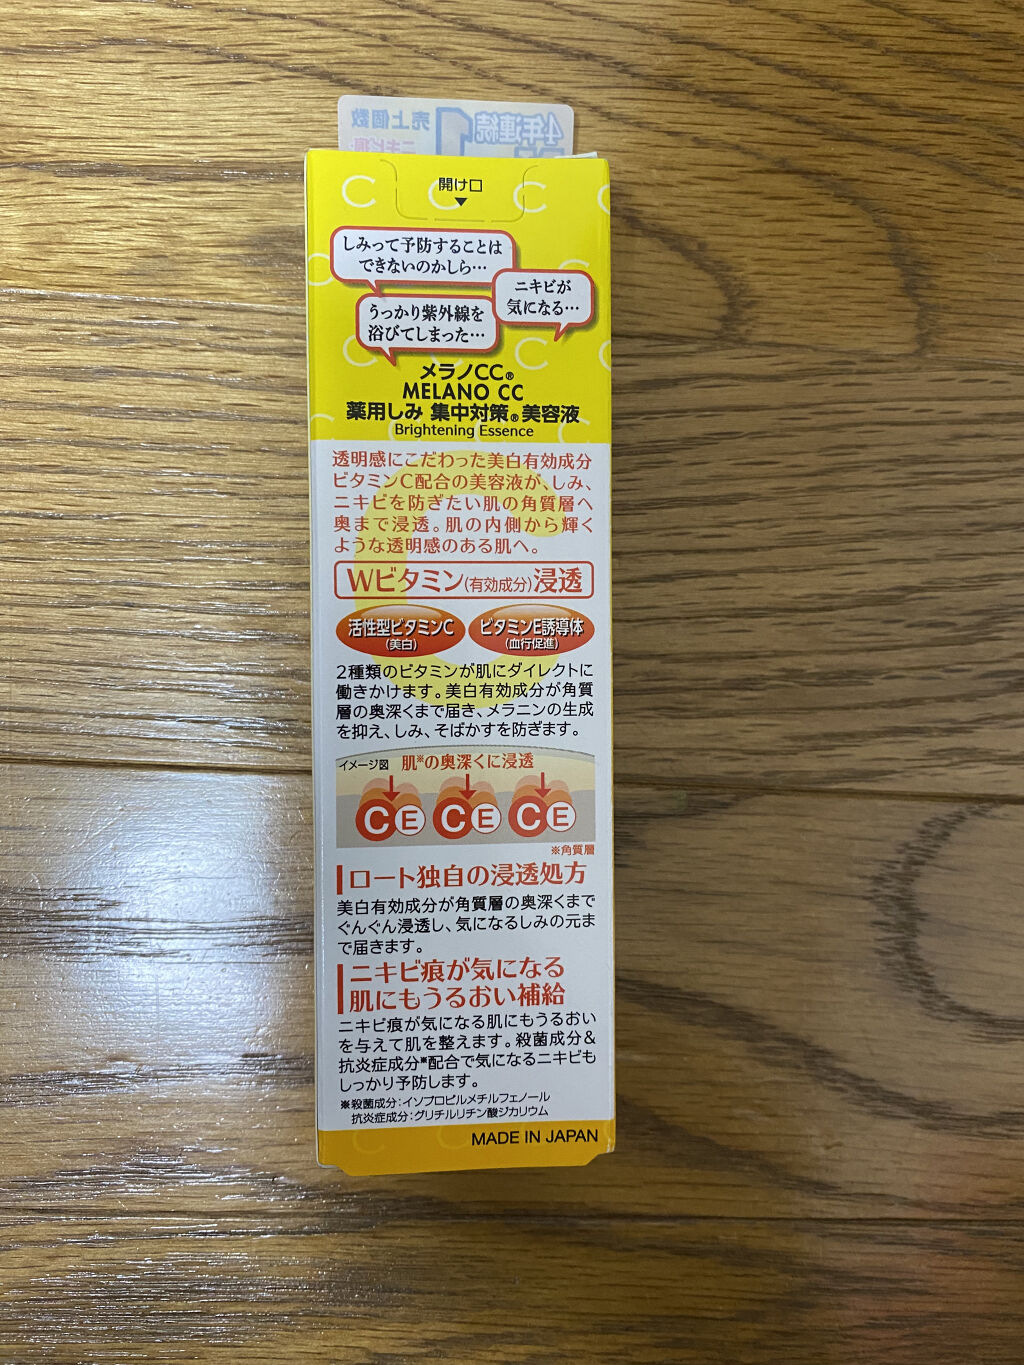 4年連続
売上個数
ニキビ痕
開け口
しみって予防することは
できないのかしら…
ニキビが
気になる…
うっかり紫外線を
浴びてしまった…
メラノCC®
MELANO CC
薬用しみ 集中対策®美容液
Brightening Essence
透明感にこだわった美白有効成分
ビタミンC配合の美容液が、しみ、
ニキビを防ぎたい肌の角質層へ
奥まで浸透。肌の内側から輝く
ような透明感のある肌へ。
Wビタミン(有効成分)浸透
活性型ビタミンC
(美白)
ビタミンE誘導体
(血行促進)
2種類のビタミンが肌にダイレクトに
働きかけます。美白有効成分が角質
層の奥深くまで届き、メラニンの生成
を抑え、しみ、そばかすを防ぎます。
イメージ図 肌※の奥深くに浸透
C E C E C E
※角質層
ロート独自の浸透処方
美白有効成分が角質層の奥深くまで
ぐんぐん浸透し、気になるしみの元ま
で届きます。
ニキビ痕が気になる
肌にもうるおい補給
ニキビ痕が気になる肌にもうるおい
を与えて肌を整えます。殺菌成分&
抗炎症成分※配合で気になるニキビも
しっかり予防します。
※殺菌成分:イソプロピルメチルフェノール
抗炎症成分:グリチルリチン酸ジカリウム
MADE IN JAPAN